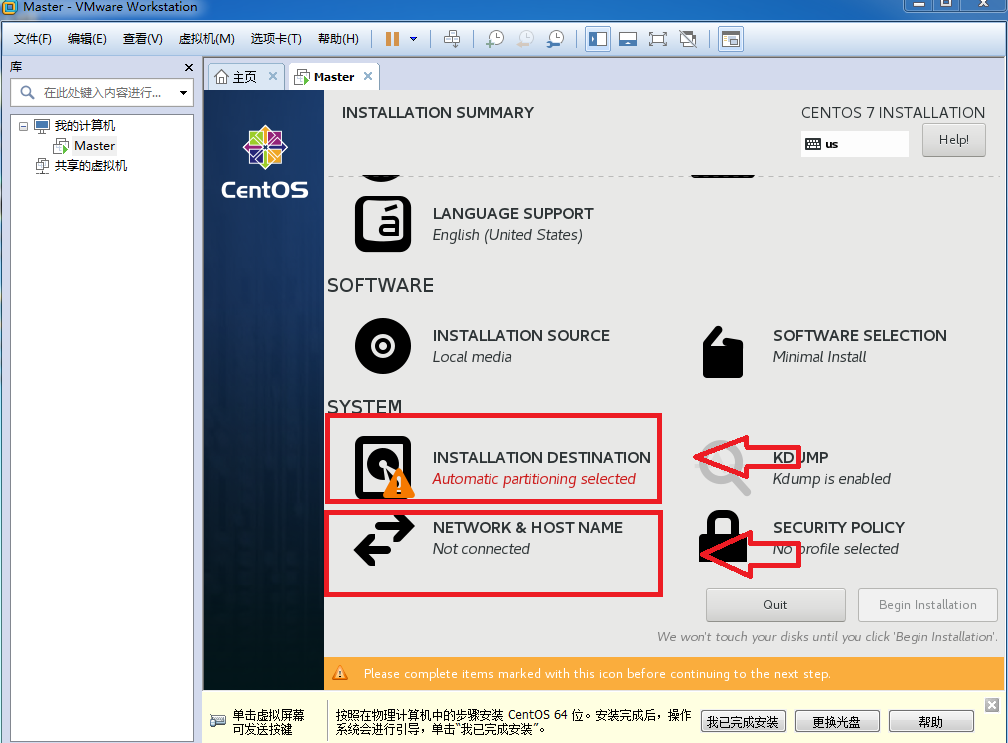 Master - VMware Workstation
文件(F) 编辑(E) 查看(V) 虚拟机(M) 选项卡(T) 帮助(H)
库
在此处键入内容进行...
我的计算机
Master
共享的虚拟机
主页 Master
CentOS
INSTALLATION SUMMARY
CENTOS 7 INSTALLATION
us
Help!
LANGUAGE SUPPORT
English (United States)
SOFTWARE
INSTALLATION SOURCE
Local media
SOFTWARE SELECTION
Minimal Install
SYSTEM
INSTALLATION DESTINATION
Automatic partitioning selected
KDUMP
Kdump is enabled
NETWORK & HOST NAME
Not connected
SECURITY POLICY
No profile selected
Quit
Begin Installation
We won't touch your disks until you click 'Begin Installation'.
Please complete items marked with this icon before continuing to the next step.
单击虚拟屏幕
可发送按键
按照在物理计算机中的步骤安装 CentOS 64 位。安装完成后，操作
系统会进行引导，单击“我已完成安装”。
我已完成安装
更换光盘
帮助